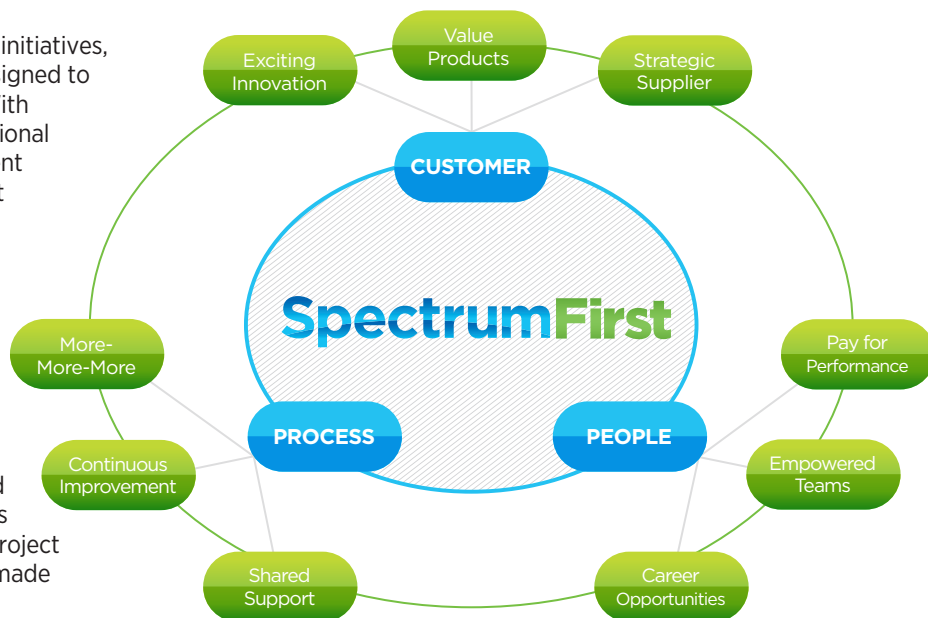 initiatives,
signed to
ith
ional
nt
t
d
s
roject
made
Exciting
Innovation
Value
Products
Strategic
Supplier
CUSTOMER
SpectrumFirst
More-
More-More
Pay for
Performance
PROCESS
PEOPLE
Continuous
Improvement
Empowered
Teams
Shared
Support
Career
Opportunities